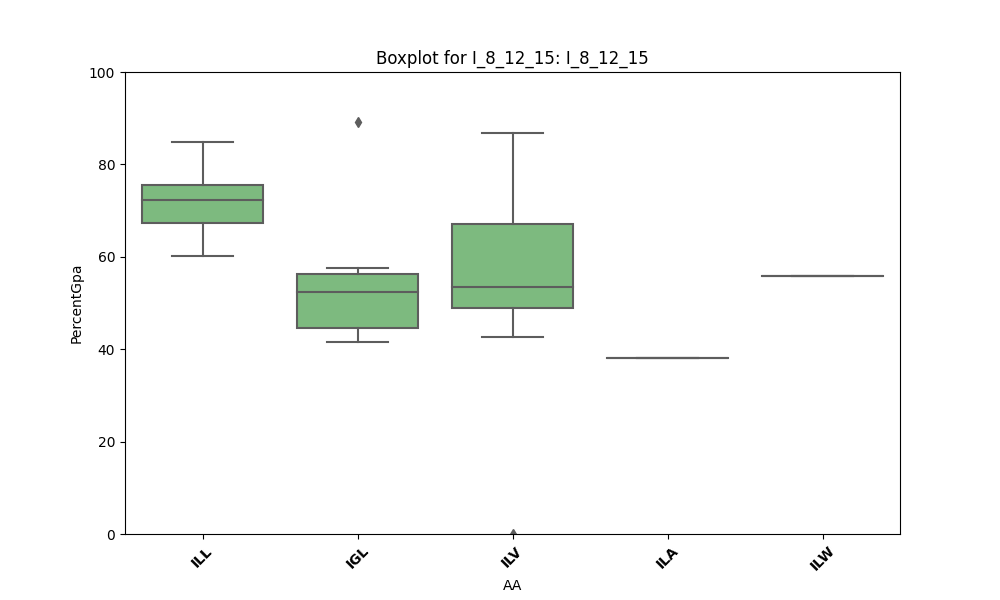 Boxplot for I_8_12_15: I_8_12_15
PercentGpa
100
80
60
40
20
0
ILL
IGL
ILV
ILA
ILW
AA